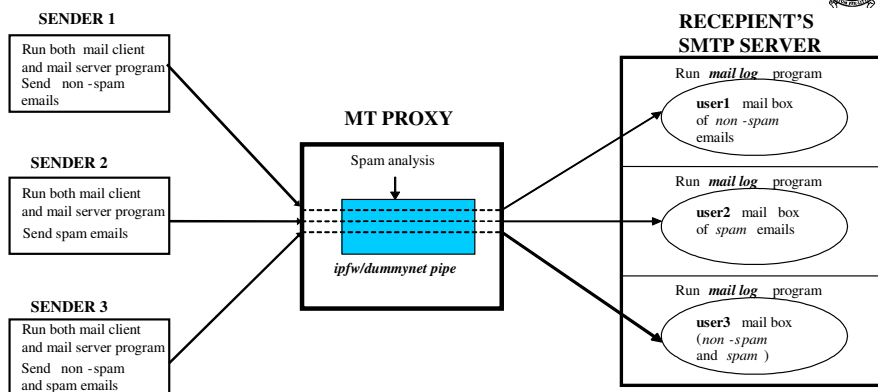 SENDER 1
Run both mail client
and mail server program
Send non -spam
emails
SENDER 2
Run both mail client
and mail server program
Send spam emails
SENDER 3
Run both mail client
and mail server program
Send non -spam
and spam emails
MT PROXY
Spam analysis
ipfw/dummynet pipe
RECEPIENT'S
SMTP SERVER
Run mail log program
user1 mail box
of non -spam
emails
Run mail log program
user2 mail box
of spam emails
Run mail log program
user3 mail box
(non -spam
and spam )